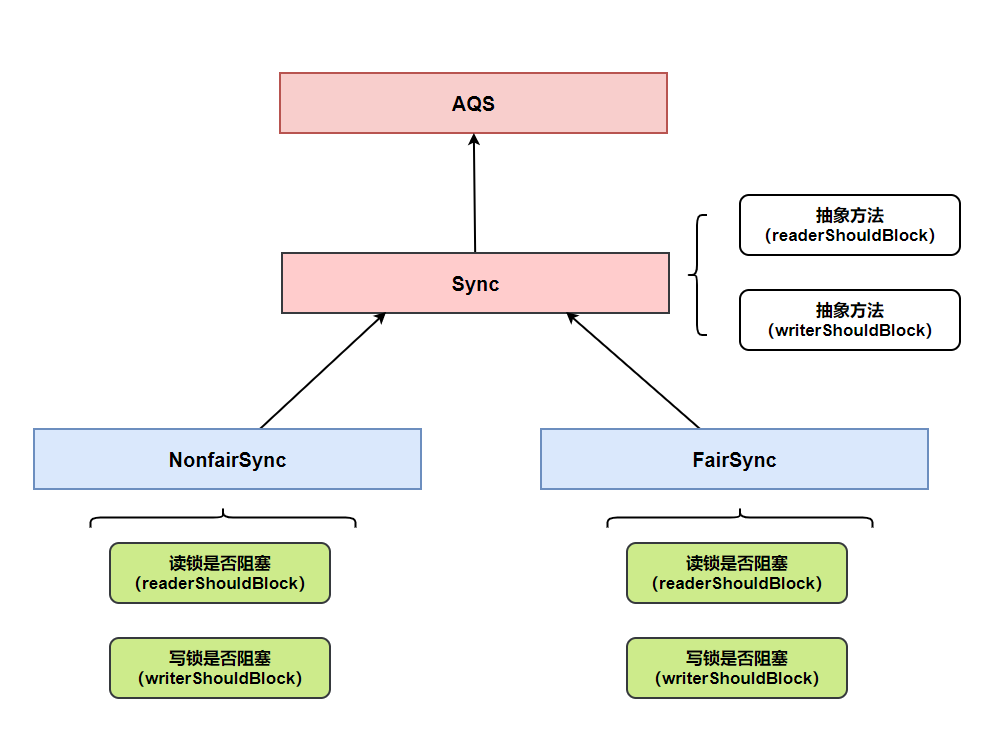 AQS
抽象方法
（readerShouldBlock）
Sync
抽象方法
（writerShouldBlock）
NonfairSync
FairSync
读锁是否阻塞
（readerShouldBlock）
读锁是否阻塞
（readerShouldBlock）
写锁是否阻塞
（writerShouldBlock）
写锁是否阻塞
（writerShouldBlock）